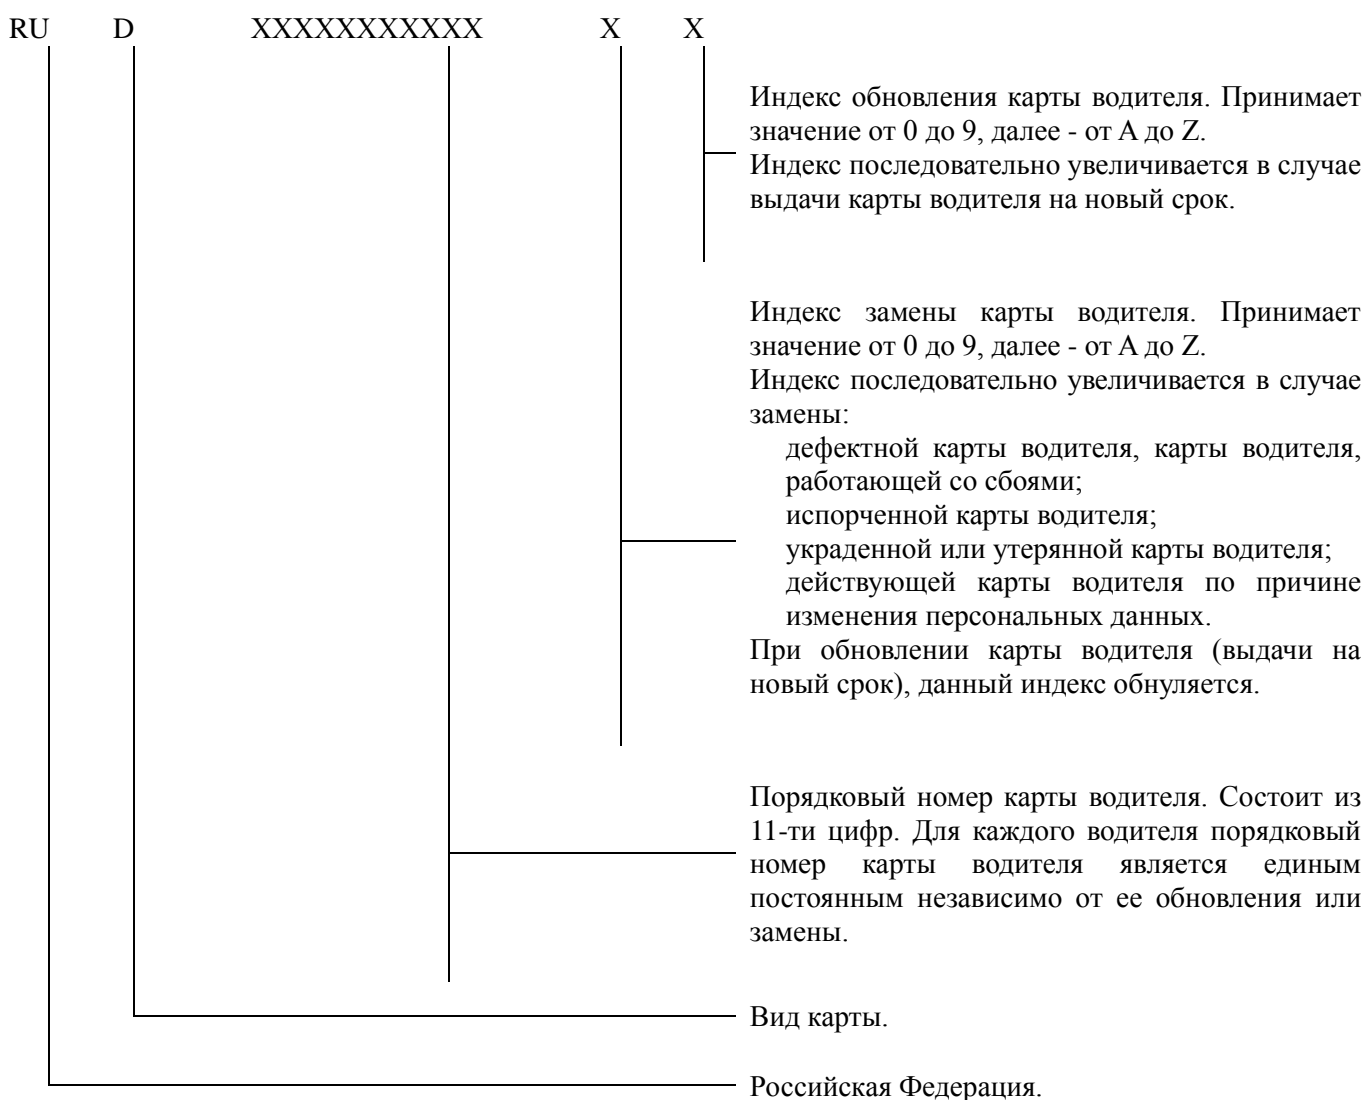 RU D XXXXXXXXXXX X X
Индекс обновления карты водителя. Принимает
значение от 0 до 9, далее - от A до Z.
Индекс последовательно увеличивается в случае
выдачи карты водителя на новый срок.
Индекс замены карты водителя. Принимает
значение от 0 до 9, далее - от A до Z.
Индекс последовательно увеличивается в случае
замены:
дефектной карты водителя, карты водителя,
работающей со сбоями;
испорченной карты водителя;
украденной или утерянной карты водителя;
действующей карты водителя по причине
изменения персональных данных.
При обновлении карты водителя (выдачи на
новый срок), данный индекс обнуляется.
Порядковый номер карты водителя. Состоит из
11-ти цифр. Для каждого водителя порядковый
номер карты водителя является единым
постоянным независимо от ее обновления или
замены.
Вид карты.
Российская Федерация.